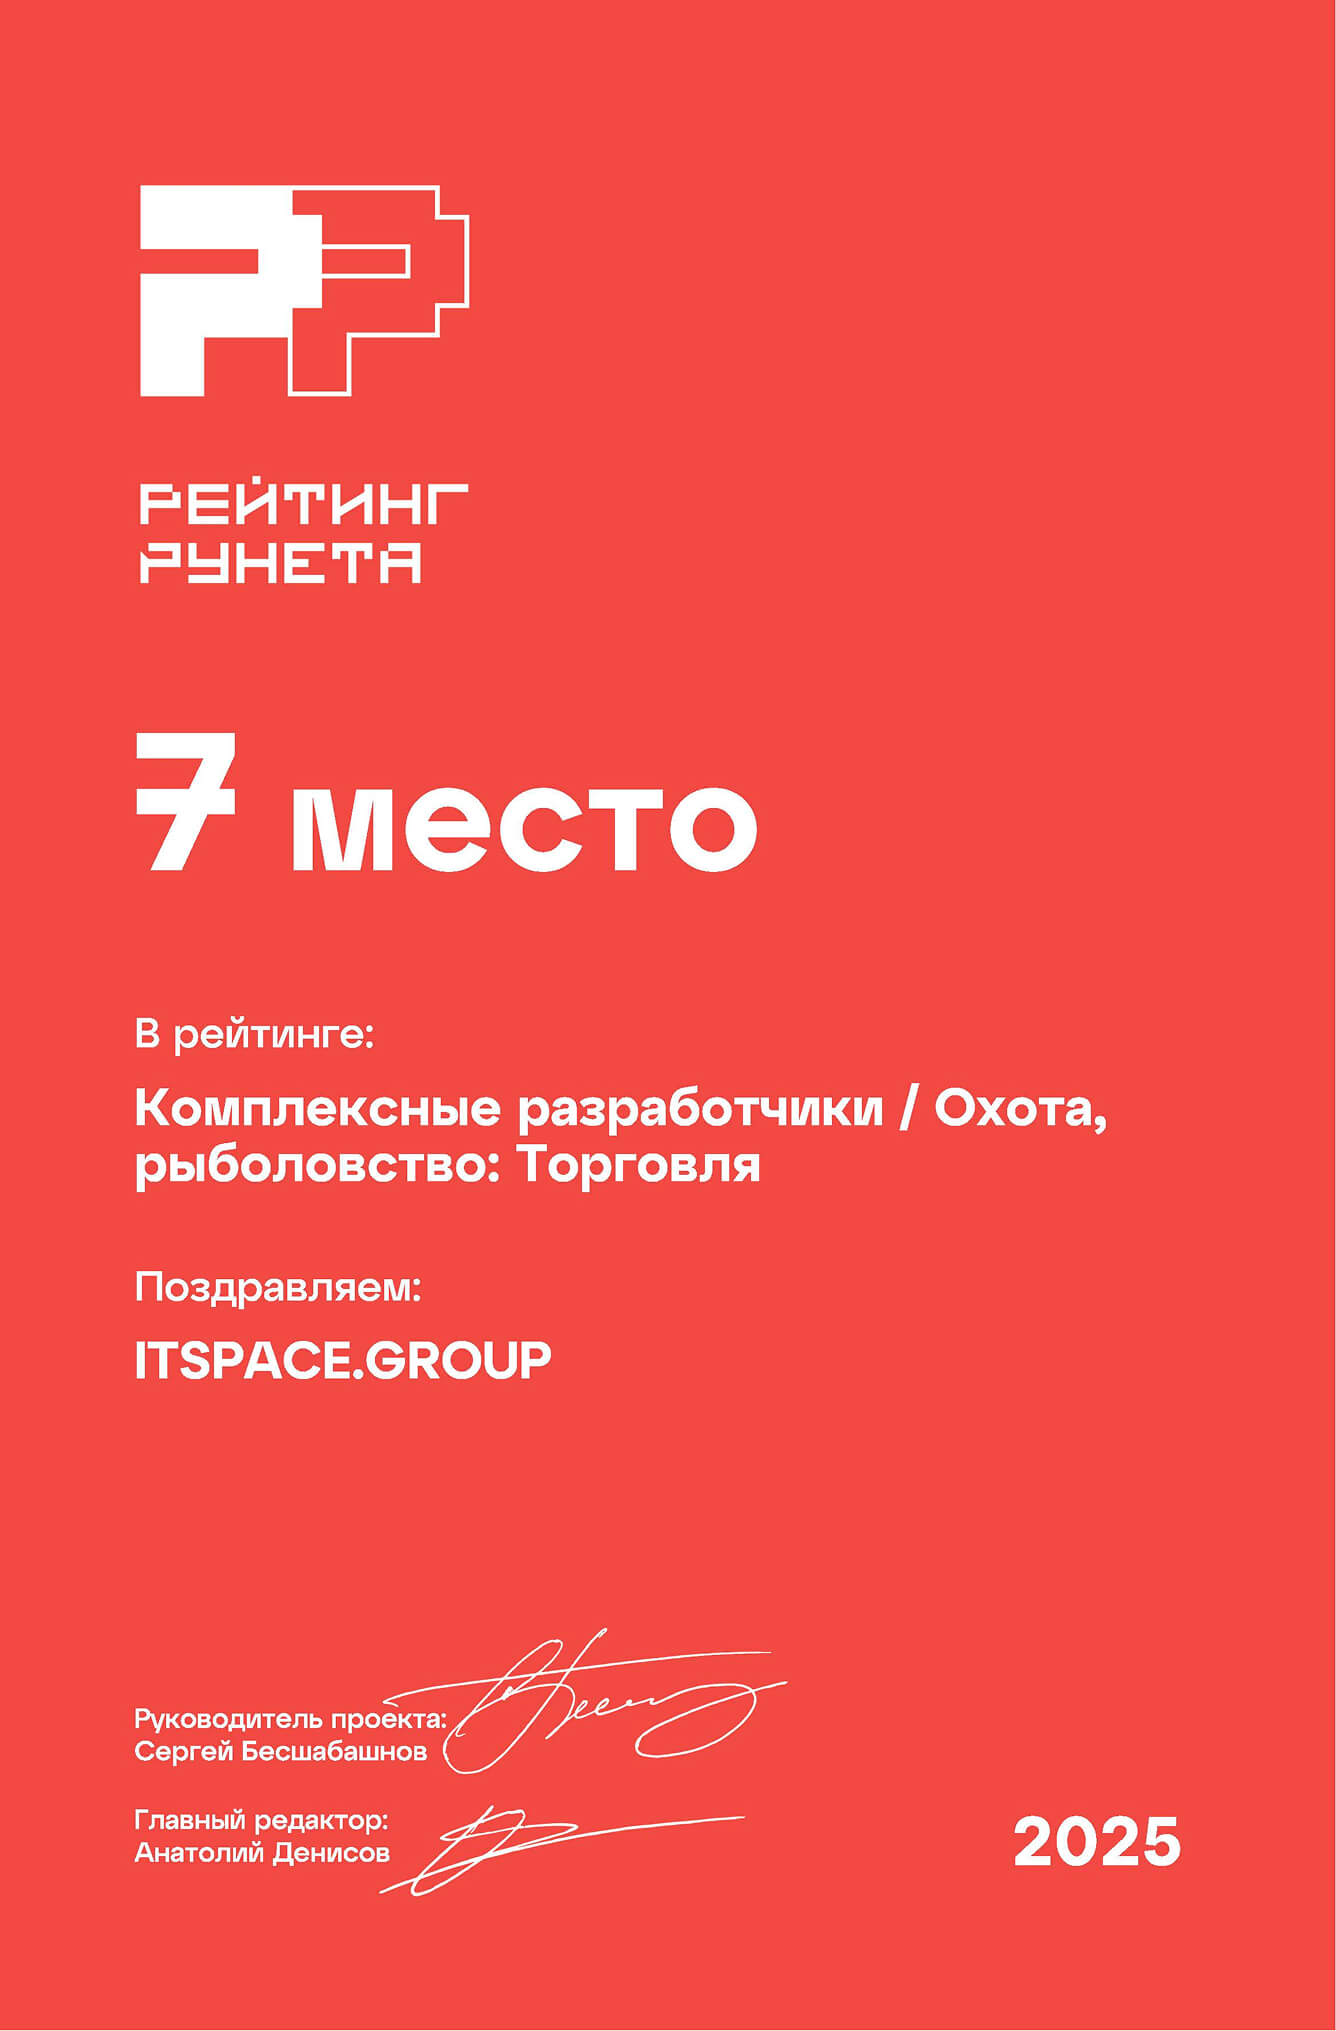 РЕЙТИНГ
РУНЕТА
7 место
В рейтинге:
Комплексные разработчики / Охота,
рыболовство: Торговля
Поздравляем:
ITSPACE.GROUP
Руководитель проекта:
Сергей Бесшабашнов
Главный редактор:
Анатолий Денисов
2025